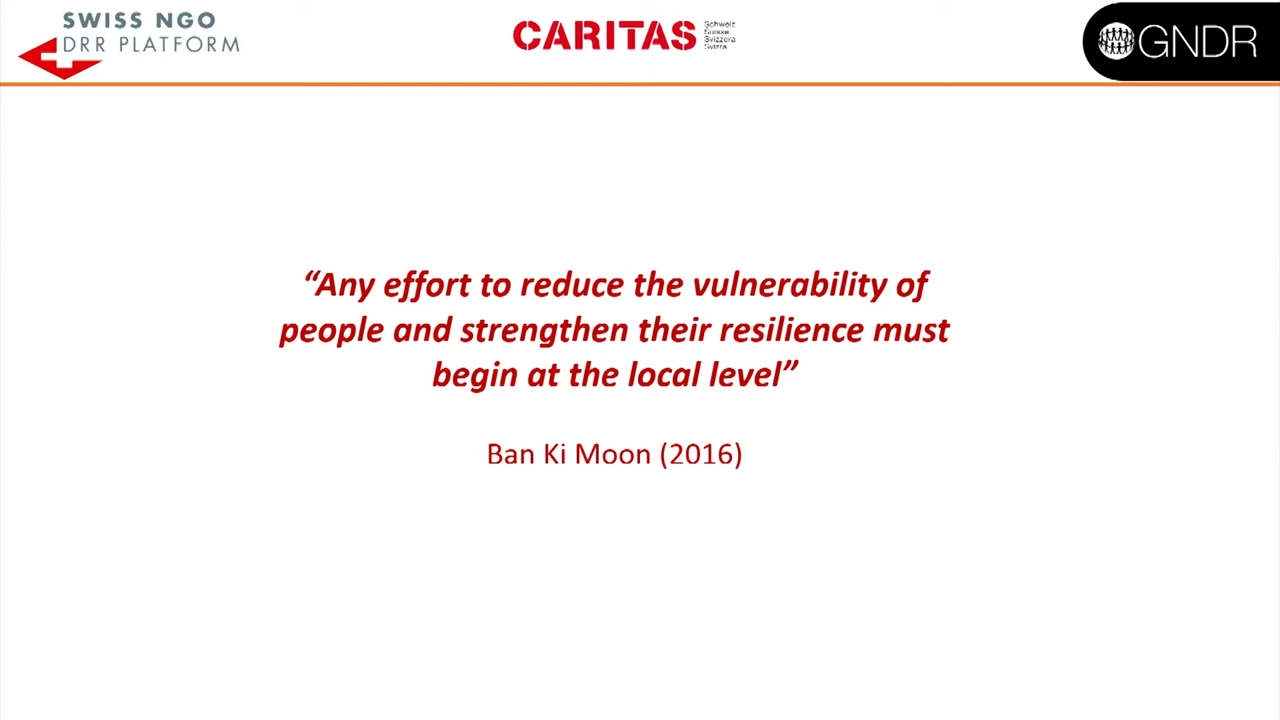 SWISS NGO
DRR PLATFORM
CARITAS
Schweiz
Suisse
Svizzera
Svizra
GNDR
“Any effort to reduce the vulnerability of
people and strengthen their resilience must
begin at the local level”
Ban Ki Moon (2016)